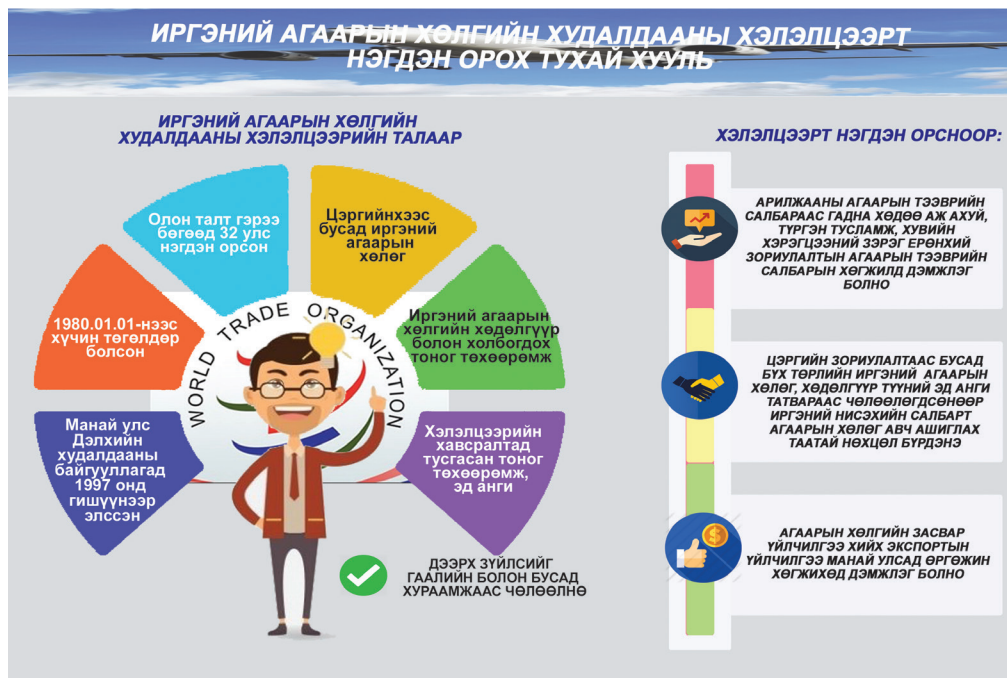 ИРГЭНИЙ АГААРЫН ХӨЛГИЙН ХУДАЛДААНЫ ХЭЛЭЛЦЭЭРТ
НЭГДЭН ОРОХ ТУХАЙ ХУУЛЬ
ИРГЭНИЙ АГААРЫН ХӨЛГИЙН
ХУДАЛДААНЫ ХЭЛЭЛЦЭЭРИЙН ТАЛААР
Манай улс
Дэлхийн
худалдааны
байгууллагад
1997 онд
гишүүнээр
элссэн
1980.01.01-нээс
хүчин төгөлдөр
болсон
Олон талт гэрээ
бөгөөд 32 улс
нэгдэн орсон
Цэргийнхээс
бусад иргэний
агаарын
хөлөг
Иргэний агаарын
хөлгийн хөдөлгүүр
болон холбогдох
тоног төхөөрөмж
Хэлэлцээрийн
хавсралтад
тусгасан тоног
төхөөрөмж,
эд анги
WORLD TRADE ORGANIZATION
ДЭЭРХ ЗҮЙЛСИЙГ
ГААЛИЙН БОЛОН БУСАД
ХУРААМЖААС ЧӨЛӨӨЛНӨ
ХЭЛЭЛЦЭЭРТ НЭГДЭН ОРСНООР:
АРИЛЖААНЫ АГААРЫН ТЭЭВРИЙН
САЛБАРААС ГАДНА ХӨДӨӨ АЖ АХУЙ,
ТҮРГЭН ТУСЛАМЖ, ХУВИЙН
ХЭРЭГЦЭЭНИЙ ЗЭРЭГ ЕРӨНХИЙ
ЗОРИУЛАЛТЫН АГААРЫН ТЭЭВРИЙН
САЛБАРЫН ХӨГЖИЛД ДЭМЖЛЭГ
БОЛНО
ЦЭРГИЙН ЗОРИУЛАЛТААС БУСАД
БҮХ ТӨРЛИЙН ИРГЭНИЙ АГААРЫН
ХӨЛӨГ, ХӨДӨЛГҮҮР ТҮҮНИЙ ЭД АНГИ
ТАТВАРААС ЧӨЛӨӨЛӨГДСӨНӨӨР
ИРГЭНИЙ НИСЭХИЙН САЛБАРТ
АГААРЫН ХӨЛӨГ АВЧ АШИГЛАХ
ТААТАЙ НӨХЦӨЛ БҮРДЭНЭ
АГААРЫН ХӨЛГИЙН ЗАСВАР
ҮЙЛЧИЛГЭЭ ХИЙХ ЭКСПОРТЫН
ҮЙЛЧИЛГЭЭ МАНАЙ УЛСАД ӨРГӨЖИН
ХӨГЖИХӨД ДЭМЖЛЭГ БОЛНО